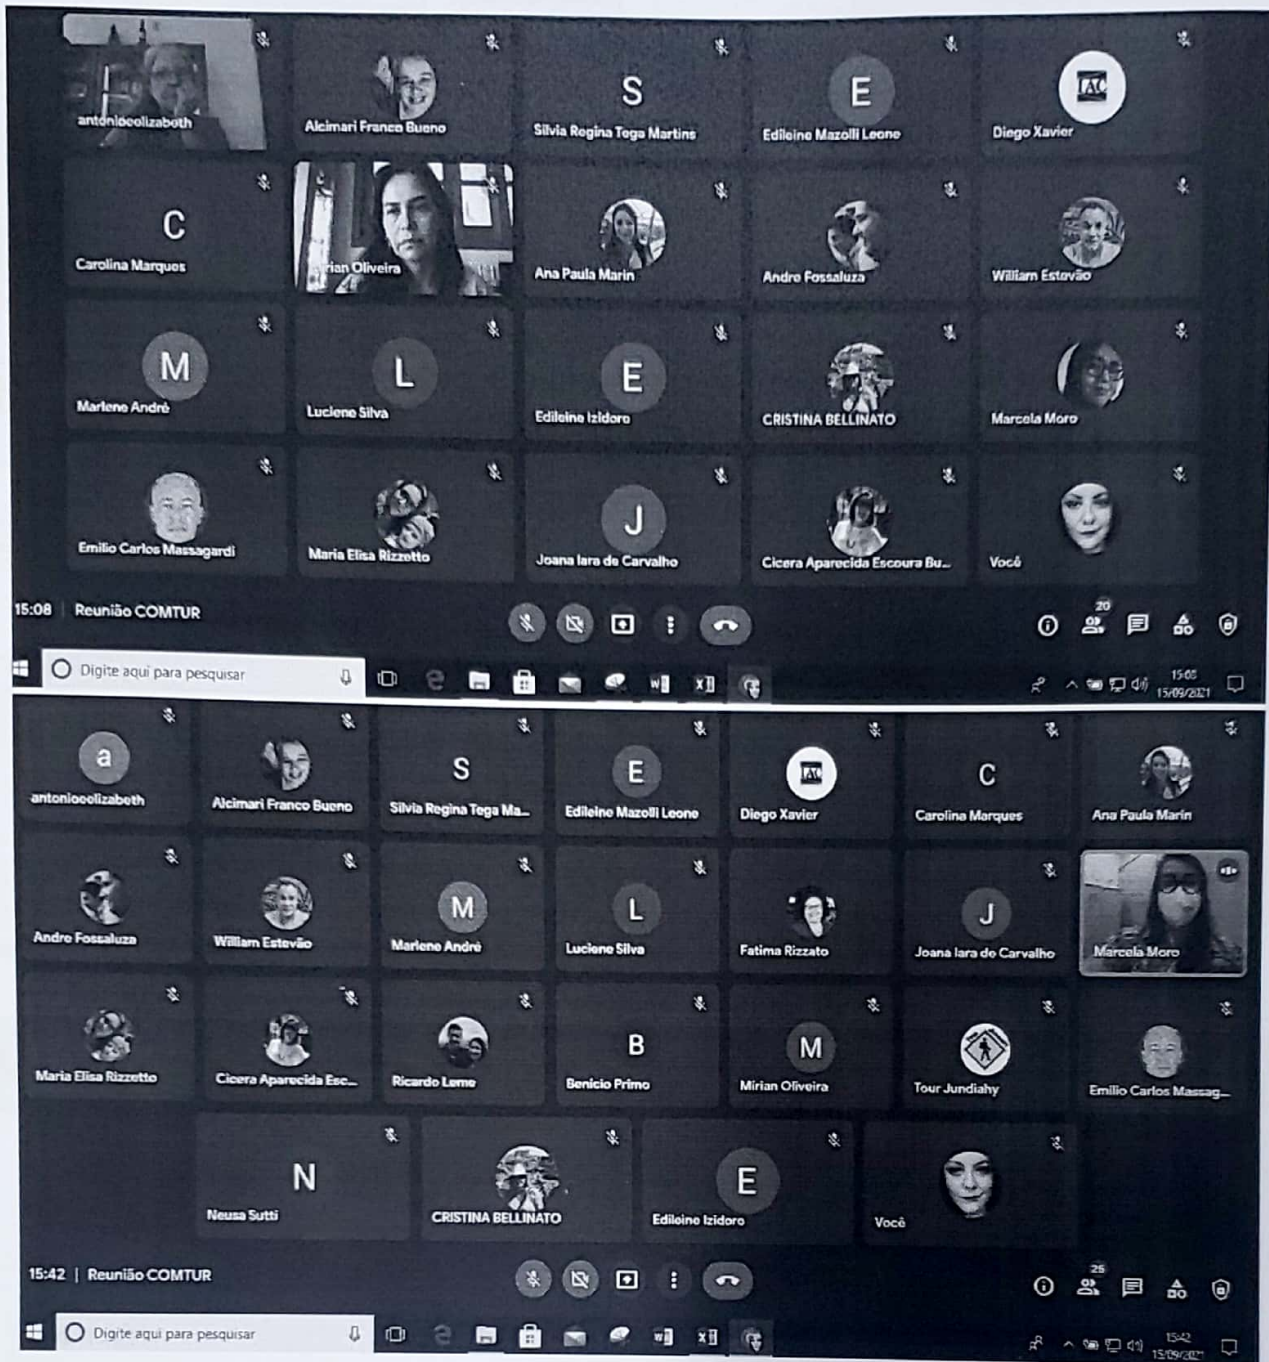 antonioeelizabeth
Alcimari Franco Bueno
S
Silvia Regina Tega Martins
E
Edileine Mazolli Leone
IAC
Diego Xavier
C
Carolina Marques
rian Oliveira
Ana Paula Marin
Andre Fossaluza
William Estevão
M
Marlene André
L
Luciene Silva
E
Edileine Izidoro
CRISTINA BELLINATO
Marcela Moro
Emilio Carlos Massagardi
Maria Elisa Rizzetto
J
Joana Iara de Carvalho
Cicera Aparecida Escoura Bu...
Você
15:08 | Reunião COMTUR
20
Digite aqui para pesquisar
15:08
15/09/2021
a
antonioeelizabeth
Alcimari Franco Bueno
S
Silvia Regina Tega Ma...
E
Edileine Mazolli Leone
IAC
Diego Xavier
C
Carolina Marques
Ana Paula Marin
Andre Fossaluza
William Estevão
M
Marlene André
L
Luciene Silva
Fatima Rizzato
J
Joana Iara de Carvalho
Marcela Moro
Maria Elisa Rizzetto
Cicera Aparecida Esc...
Ricardo Leme
B
Benicio Primo
M
Mírian Oliveira
Tour Jundiahy
Emilio Carlos Massag...
N
Neusa Sutti
CRISTINA BELLINATO
E
Edileine Izidoro
Você
15:42 | Reunião COMTUR
25
Digite aqui para pesquisar
15:42
15/09/2021